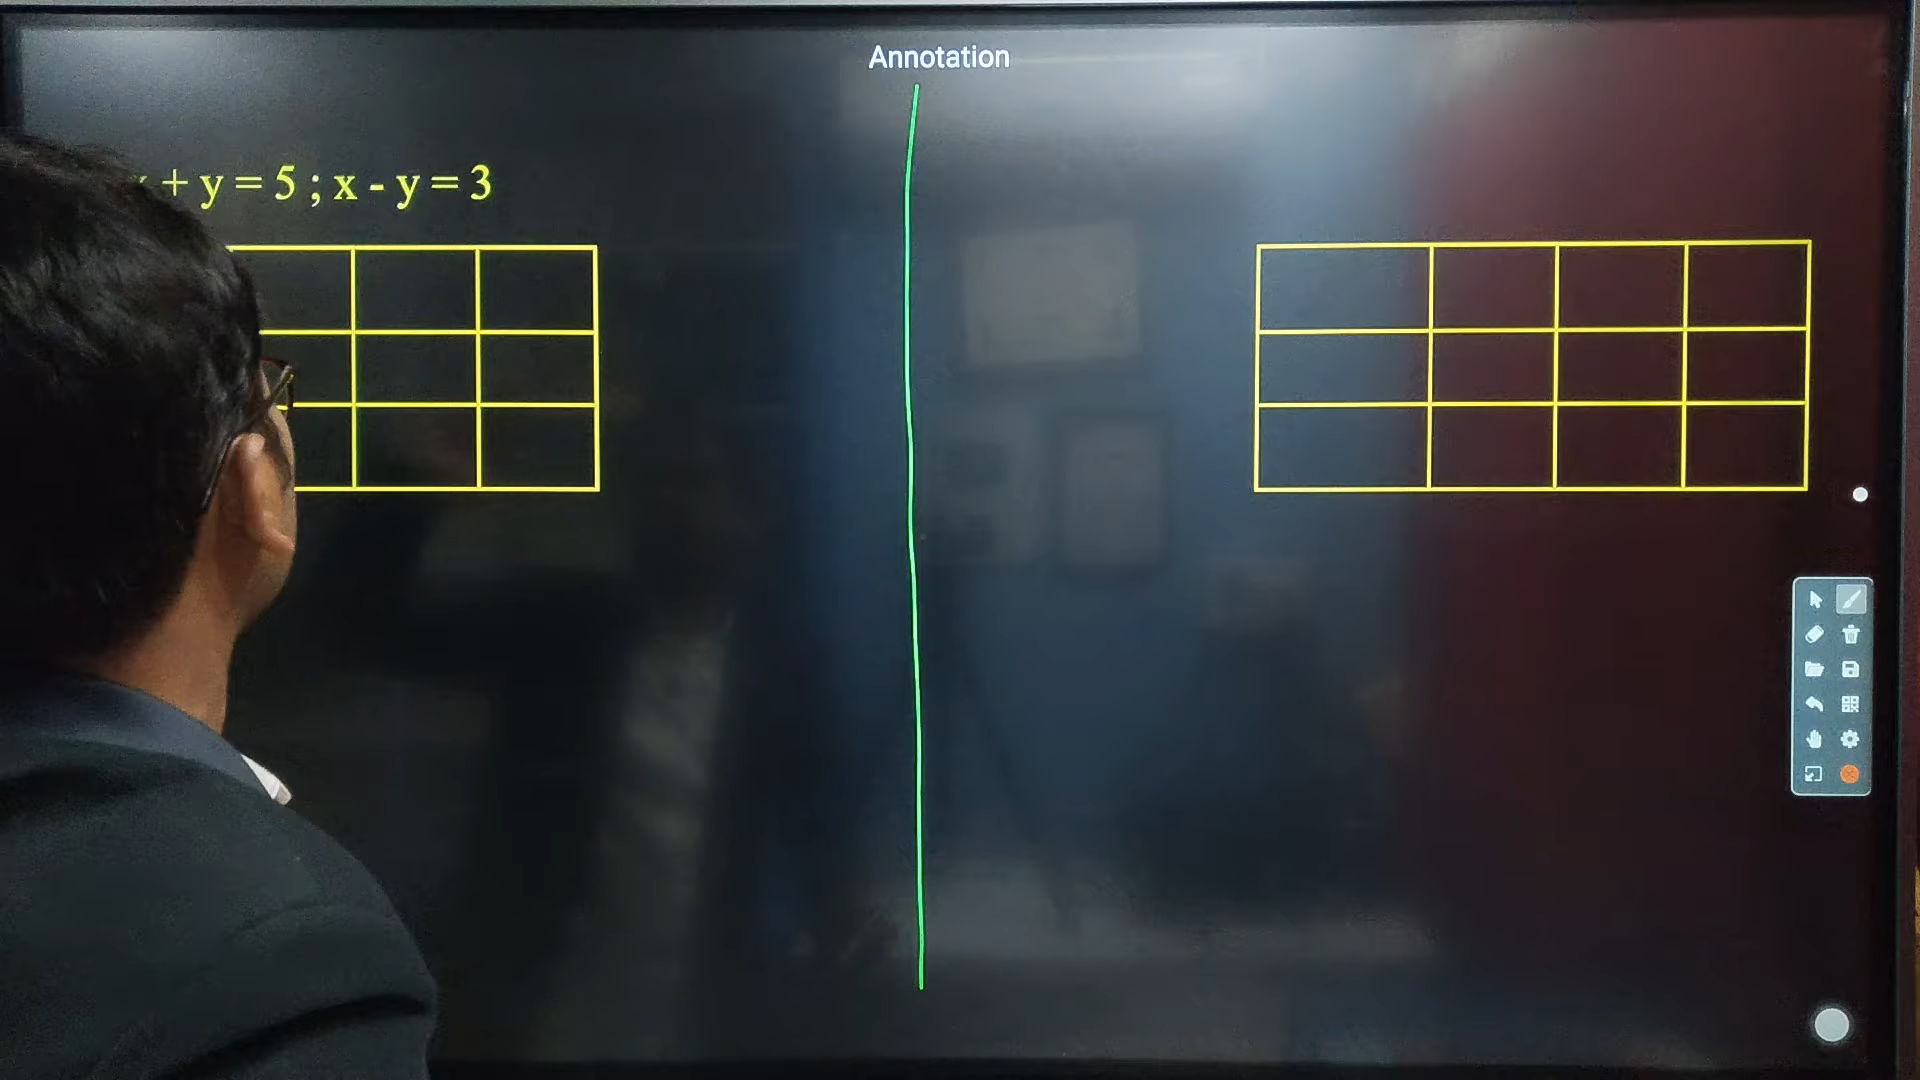 Annotation
+ y = 5 ; x - y = 3